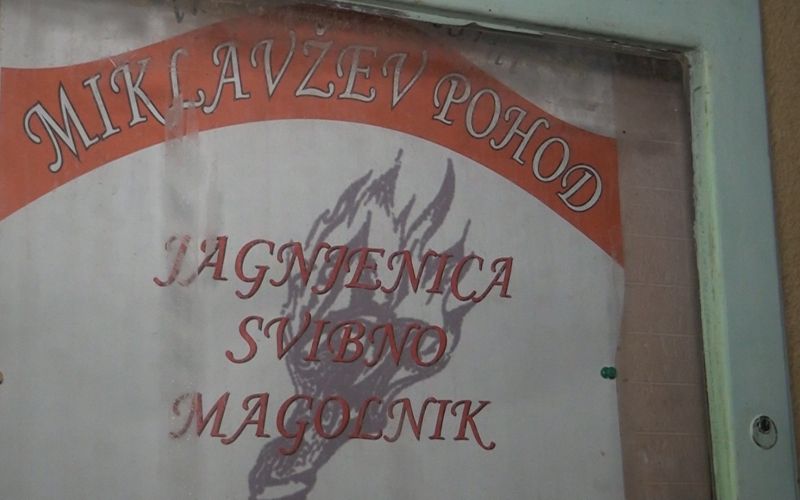 MIKLAVŽEV POHOD
JAGNJENICA
SVIBNO
MAGOLNIK